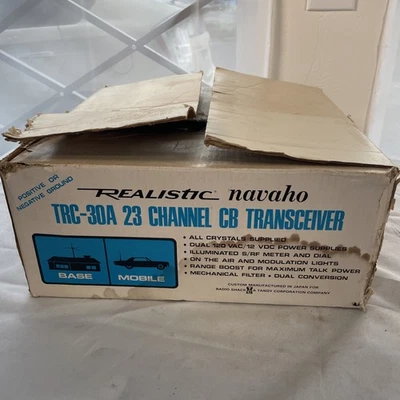 POSITIVE OR
NEGATIVE GROUND
REALISTIC navaho
TRC-30A 23 CHANNEL CB TRANSCEIVER
BASE
MOBILE
• ALL CRYSTALS SUPPLIED
• DUAL 120 VAC/12 VDC POWER SUPPLIES
• ILLUMINATED S/RF METER AND DIAL
• ON THE AIR AND MODULATION LIGHTS
• RANGE BOOST FOR MAXIMUM TALK POWER
• MECHANICAL FILTER • DUAL CONVERSION
CUSTOM MANUFACTURED IN JAPAN FOR
RADIO SHACK A TANDY CORPORATION COMPANY